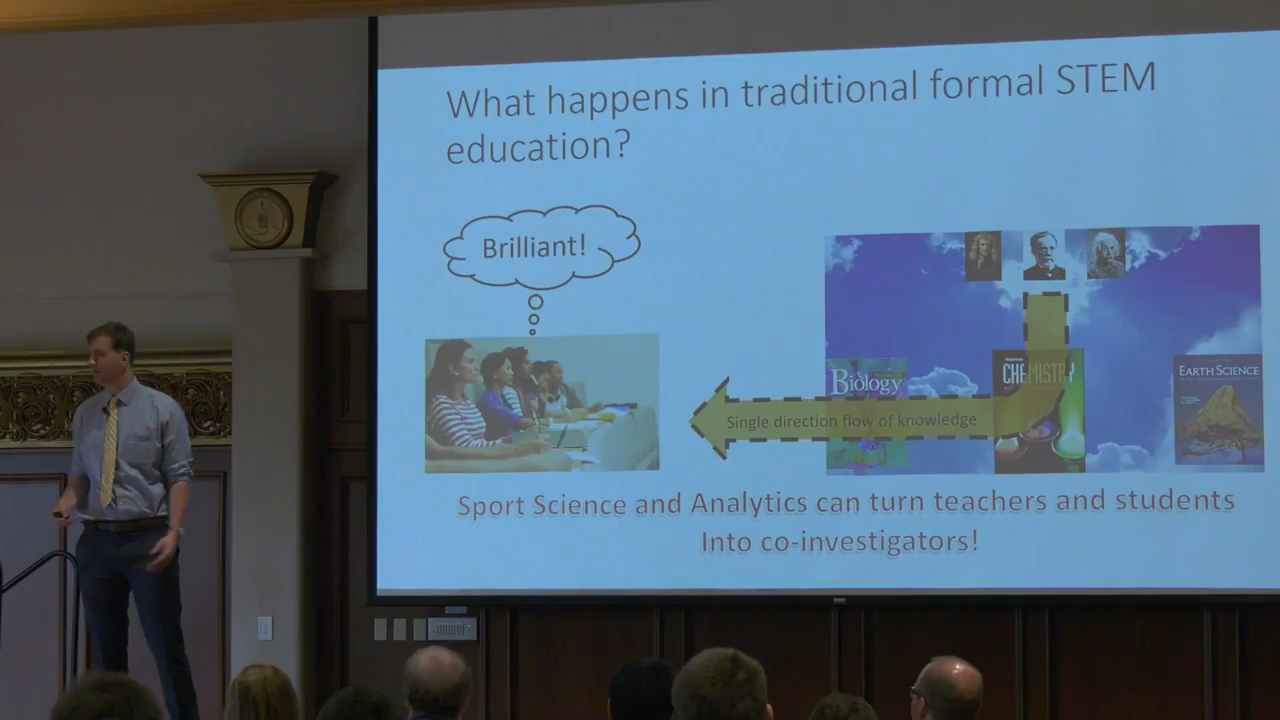 What happens in traditional formal STEM
education?
Brilliant!
Biology
CHEMISTRY
EARTH SCIENCE
Single direction flow of knowledge
Sport Science and Analytics can turn teachers and students
Into co-investigators!